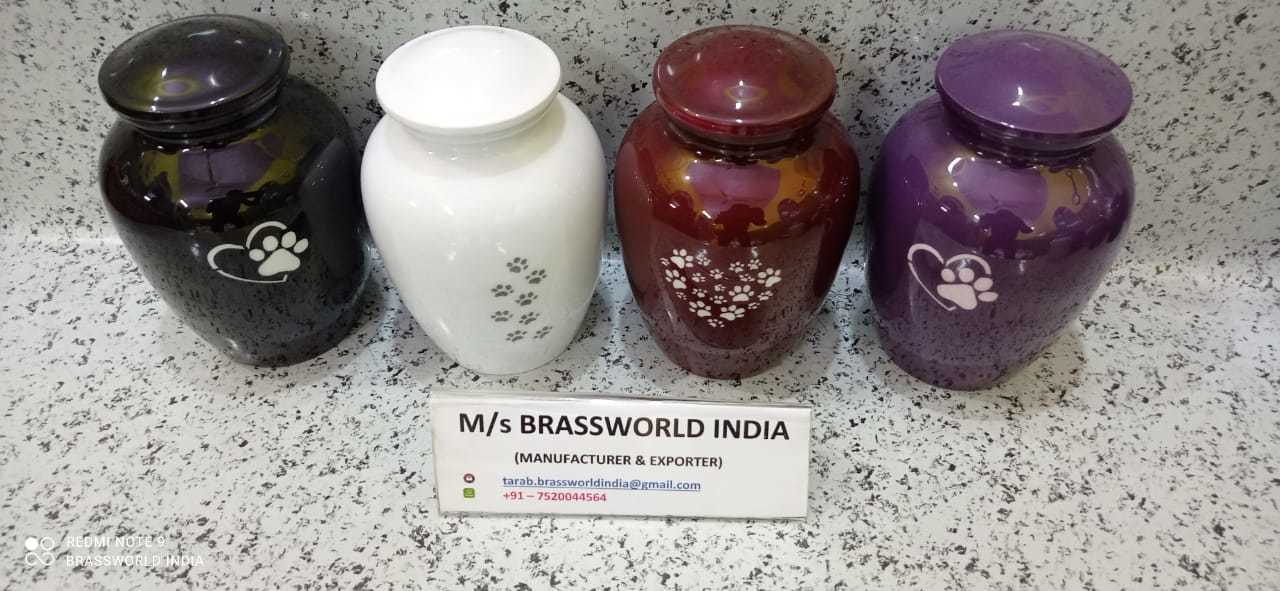 M/s BRASSWORLD INDIA
(MANUFACTURER & EXPORTER)
tarab.brassworldindia@gmail.com
+91 – 7520044564
REDMI NOTE 9
BRASSWORLD INDIA